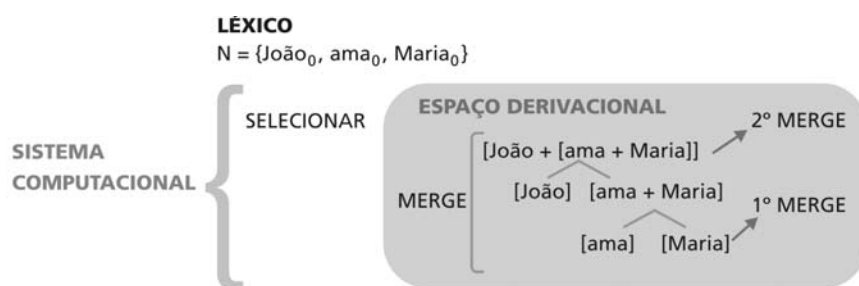 LÉXICO
N = {João₀, ama₀, Maria₀}
SISTEMA
COMPUTACIONAL
SELECIONAR
ESPAÇO DERIVACIONAL
2º MERGE
MERGE
[João + [ama + Maria]]
[João] [ama + Maria]
1º MERGE
[ama] [Maria]